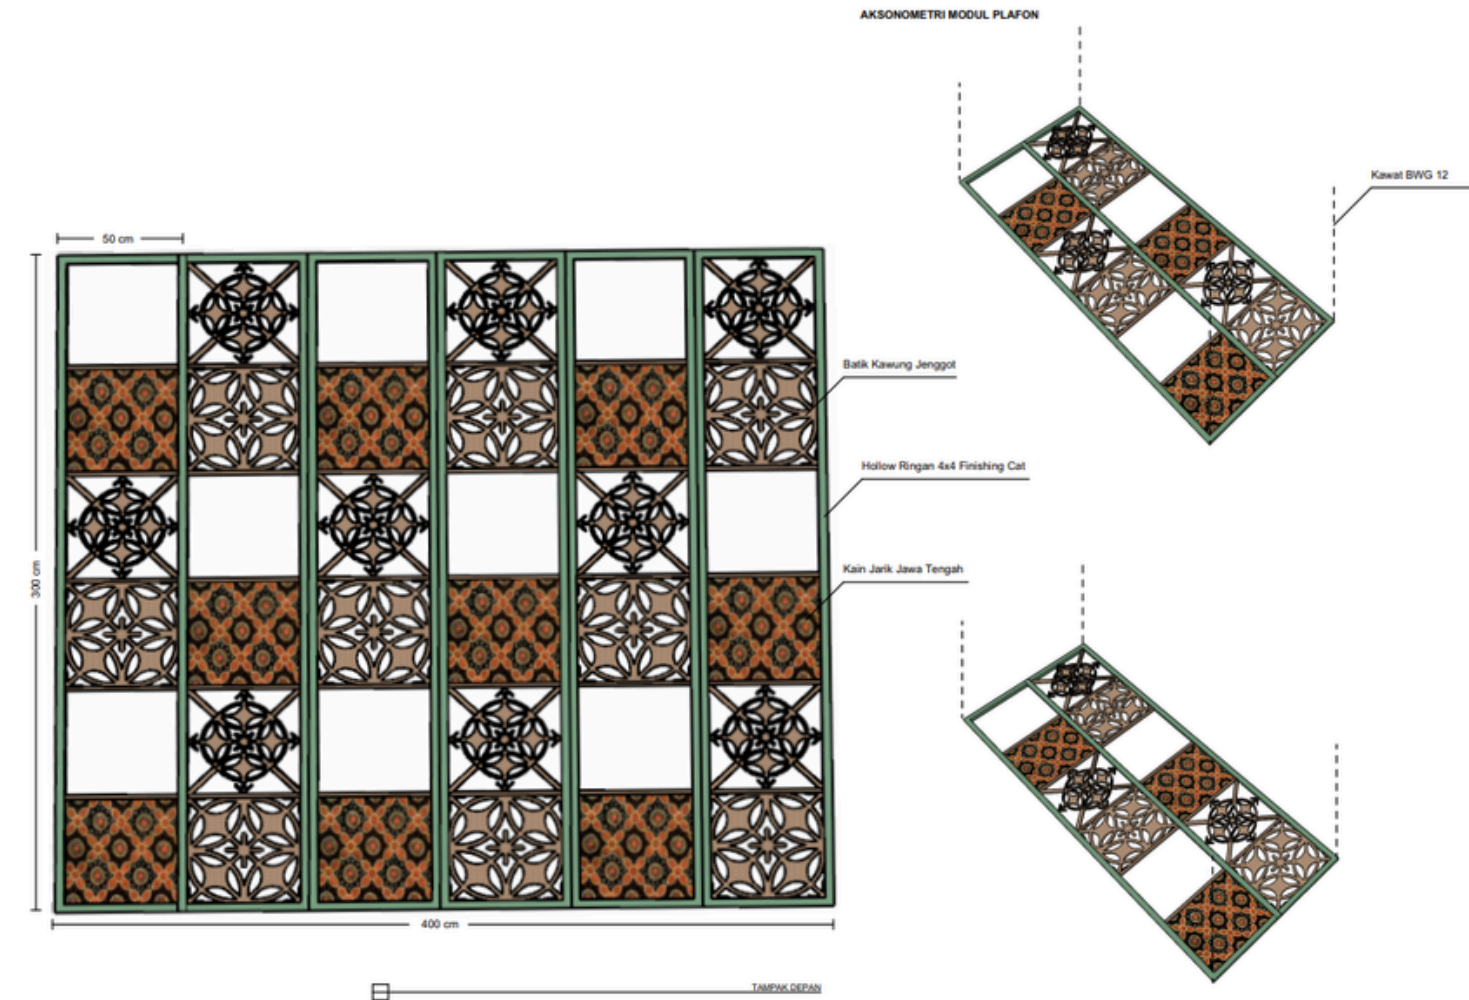 AKSONOMETRI MODUL PLAFON
Kawat BWG 12
50 cm
Batik Kawung Jenggot
Hollow Ringan 4x4 Finishing Cat
Kain Jarik Jawa Tengah
300 cm
400 cm
TAMPAK DEPAN